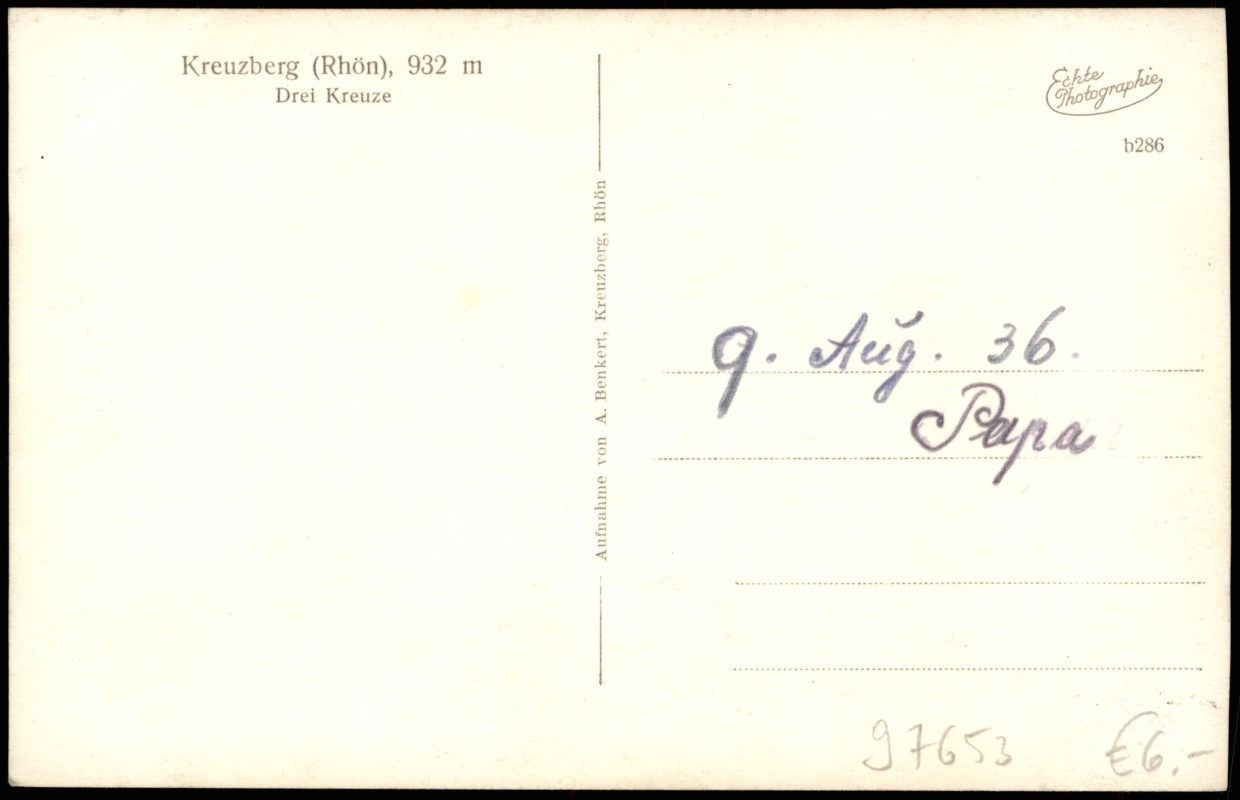 Kreuzberg (Rhön), 932 m
Drei Kreuze
Aufnahme von A. Benkert, Kreuzberg, Rhön
Echte
Photographie
b286
9. Aug. 36.
Papa
97653 €6.-